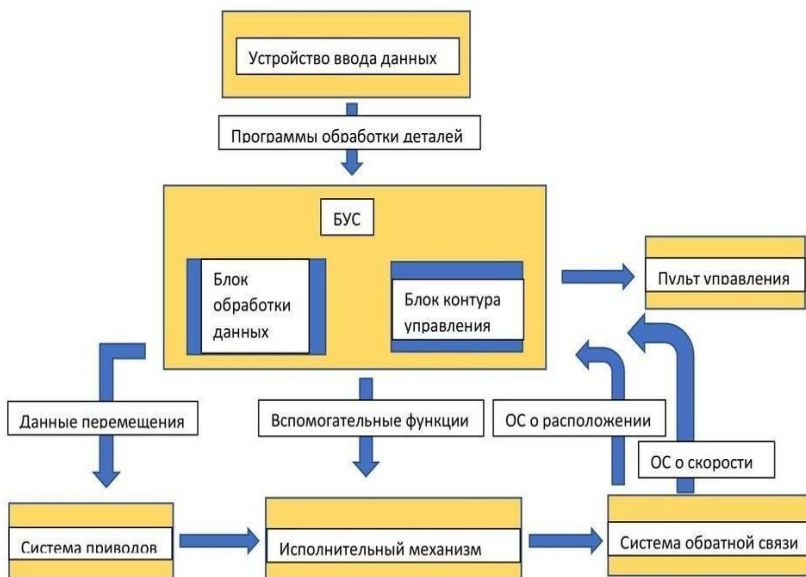 Устройство ввода данных
Программы обработки деталей
БУС
Блок
обработки
данных
Блок контура
управления
Пульт управления
Данные перемещения
Вспомогательные функции
ОС о расположении
ОС о скорости
Система приводов
Исполнительный механизм
Система обратной связи